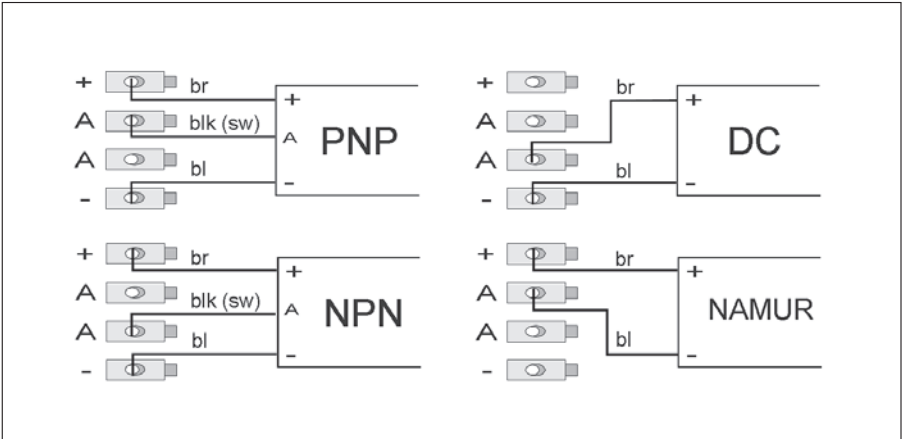 + br +
A blk (sw) A PNP
A
- bl -
+ br +
A
A DC
- bl -
+ br +
A blk (sw) A NPN
A
- bl -
+ br +
A NAMUR
A bl
- -